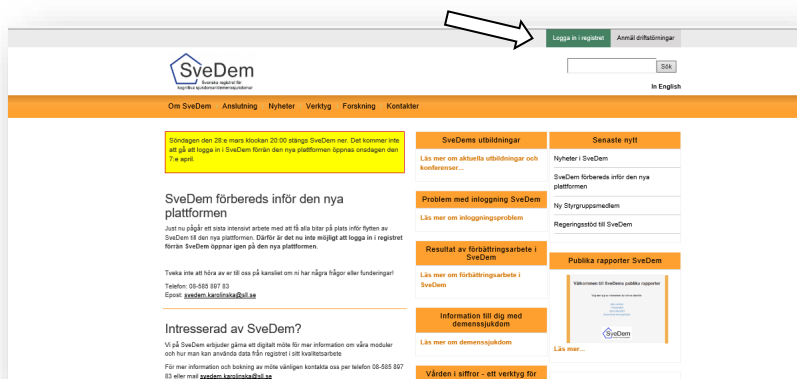 Logga in i registret Anmäl driftstörningar
SveDem
Svenska registret för
kognitiva sjukdomar/demenssjukdomar
Sök
In English
Om SveDem Anslutning Nyheter Verktyg Forskning Kontakter
Söndagen den 28:e mars klockan 20:00 stängs SveDem ner. Det kommer inte
att gå att logga in i SveDem förrän den nya plattformen öppnas onsdagen den
7:e april.
SveDem förbereds inför den nya
plattformen
Just nu pågår ett sista intensivt arbete med att få alla bitar på plats inför flytten av
SveDem till den nya plattformen. Därför är det nu inte möjligt att logga in i registret
förrän SveDem öppnar igen på den nya plattformen.
Tveka inte att höra av er till oss på kansliet om ni har några frågor eller funderingar!
Telefon: 08-585 897 83
Epost: svedem.karolinska@sll.se
Intresserad av SveDem?
Vi på SveDem erbjuder gärna ett digitalt möte för mer information om våra moduler
och hur man kan använda data från registret i sitt kvalitetsarbete
För mer information och bokning av möte vänligen kontakta oss per telefon 08-585 897
83 eller mail svedem.karolinska@sll.se
SveDems utbildningar
Läs mer om aktuella utbildningar och
konferenser...
Problem med inloggning SveDem
Läs mer om inloggningsproblem
Resultat av förbättringsarbete i
SveDem
Läs mer om förbättringsarbete i
SveDem
Information till dig med
demenssjukdom
Läs mer om demenssjukdom
Vården i siffror - ett verktyg för
Senaste nytt
Nyheter i SveDem
SveDem förbereds inför den nya
plattformen
Ny Styrgruppsmedlem
Regeringsstöd till SveDem
Publika rapporter SveDem
Välkommen till SveDems publika rapporter
SveDem
Läs mer...